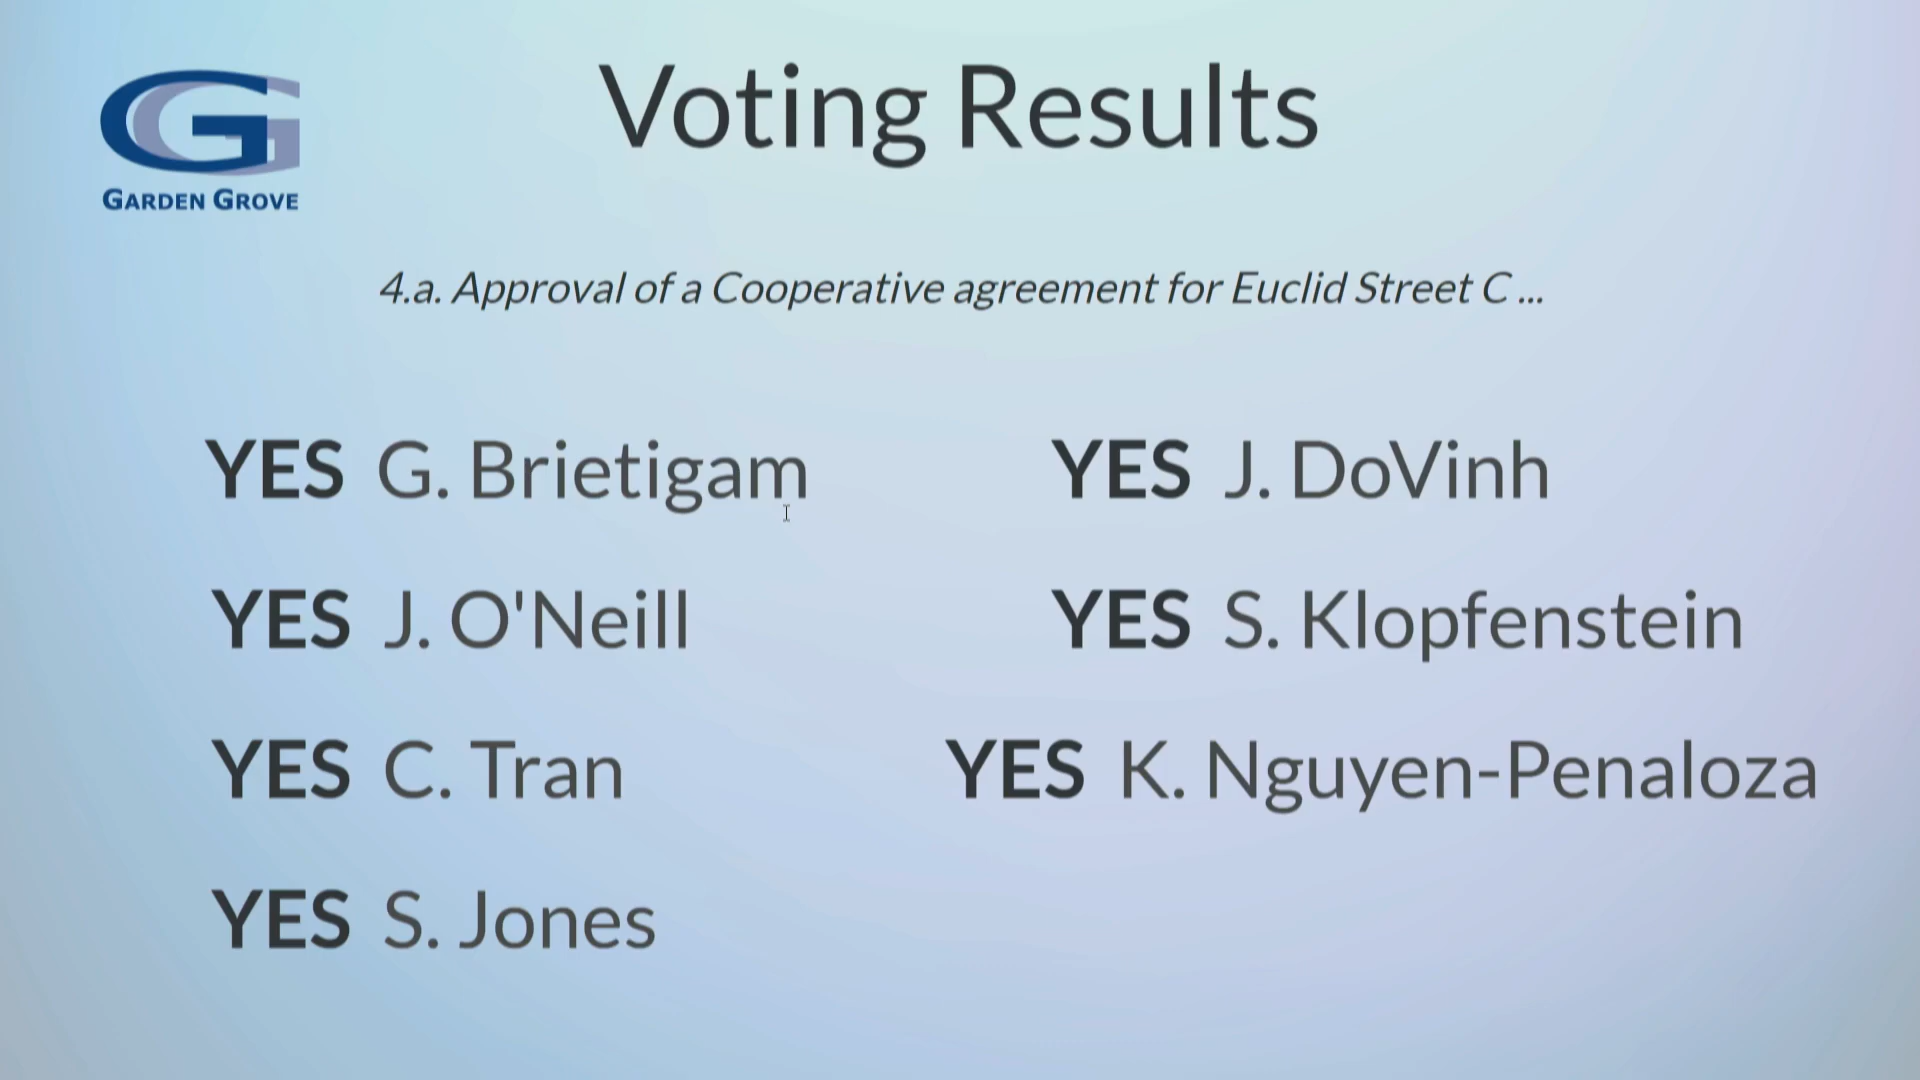 Voting Results
GARDEN GROVE
4.a. Approval of a Cooperative agreement for Euclid Street C ...
YES G. Brietigam
YES J. DoVinh
YES J. O'Neill
YES S. Klopfenstein
YES C. Tran
YES K. Nguyen-Penaloza
YES S. Jones